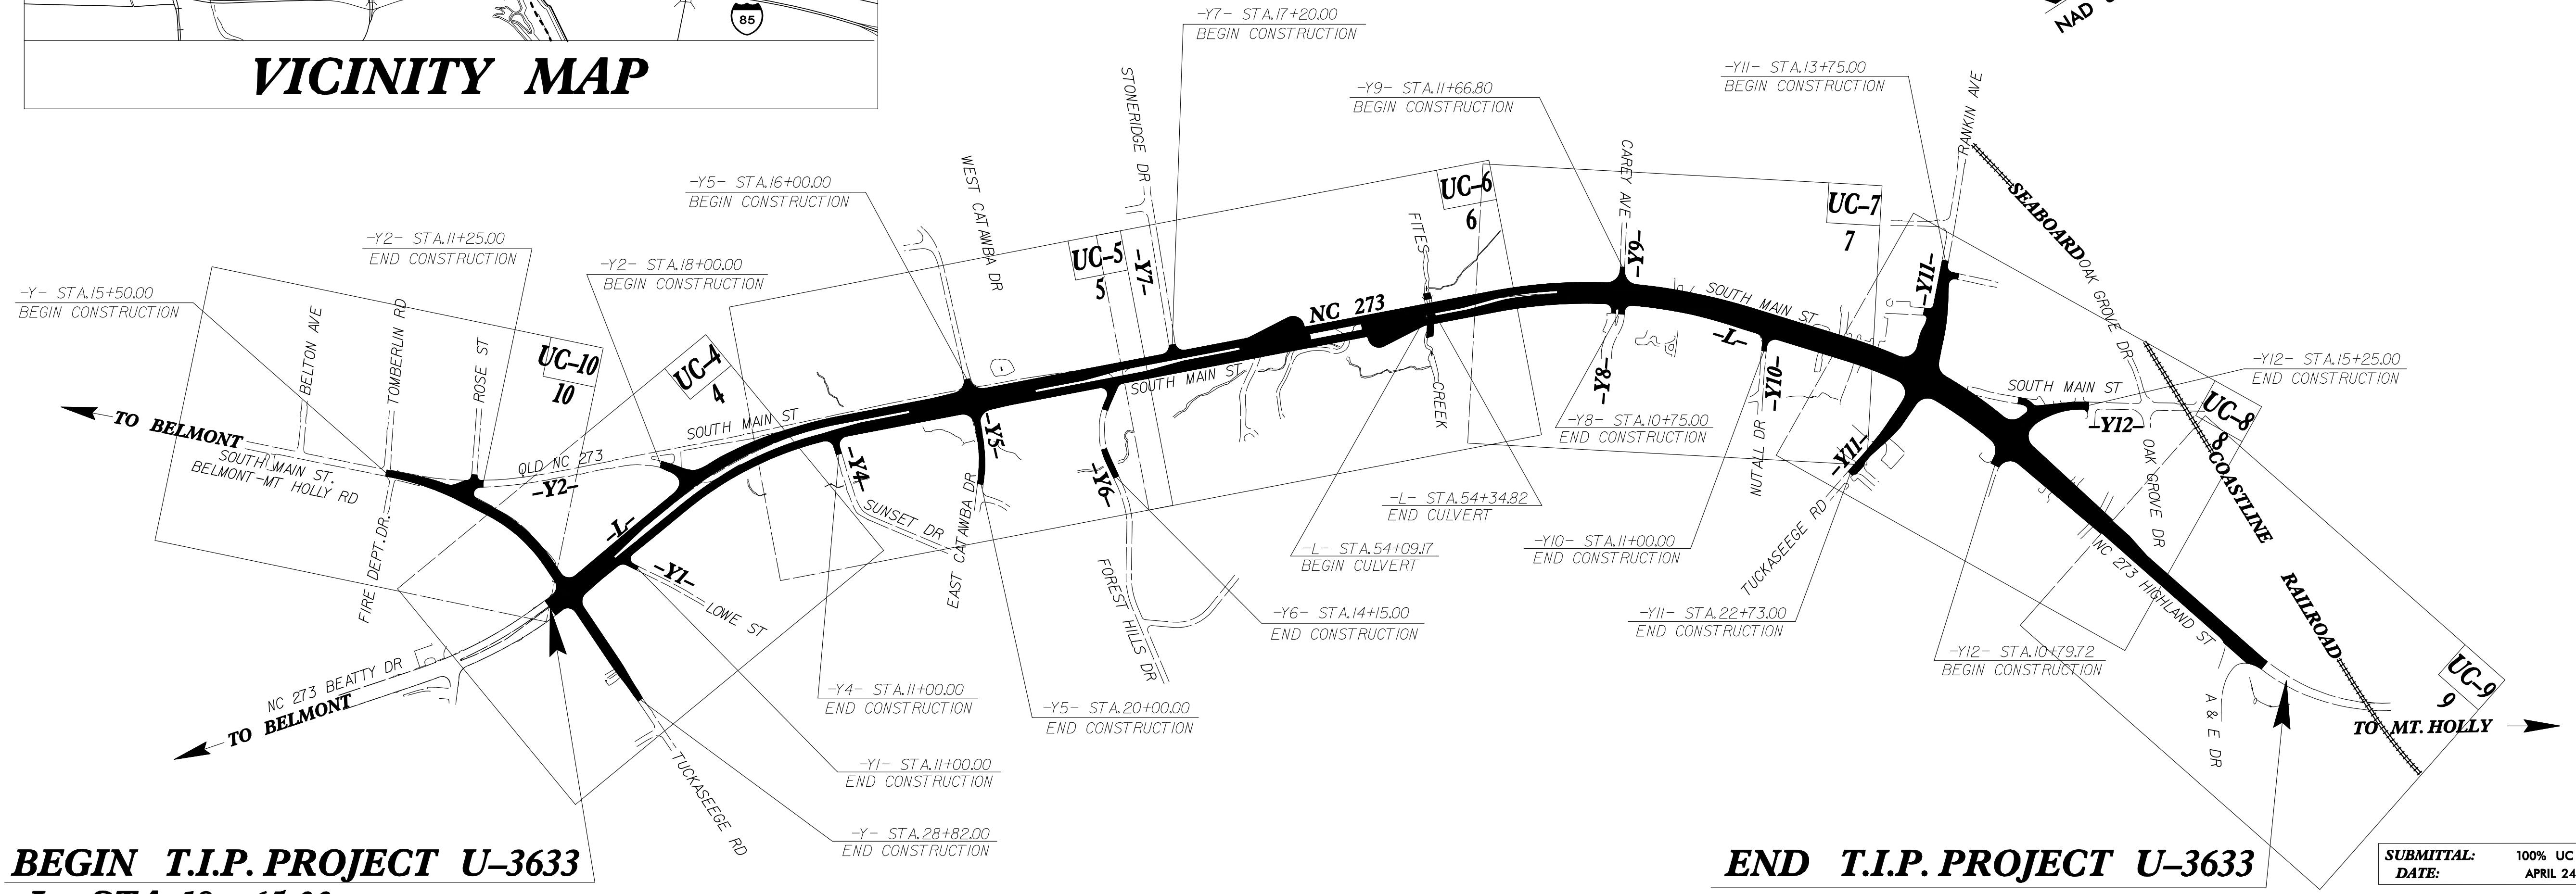 85
VICINITY MAP
NAD
-Y7- STA.17+20.00
BEGIN CONSTRUCTION
-Y9- STA.11+66.80
BEGIN CONSTRUCTION
-Y11- STA.13+75.00
BEGIN CONSTRUCTION
RANKIN AVE
STONERIDGE DR
WEST CATAWBA DR
CAREY AVE
-Y5- STA.16+00.00
BEGIN CONSTRUCTION
UC-6
6
UC-7
7
SEABOARD
OAK GROVE DR
-Y2- STA.11+25.00
END CONSTRUCTION
-Y2- STA.18+00.00
BEGIN CONSTRUCTION
UC-5
5
-Y7-
FITES
-Y9-
-Y11-
-Y- STA.15+50.00
BEGIN CONSTRUCTION
BELTON AVE
TOMBERLIN RD
ROSE ST
UC-10
10
UC-4
4
NC 273
SOUTH MAIN ST
-L-
-Y12- STA.15+25.00
END CONSTRUCTION
SOUTH MAIN ST
SOUTH MAIN ST
-Y8-
-Y10-
CREEK
TO BELMONT
SOUTH MAIN ST.
BELMONT-MT HOLLY RD
SOUTH MAIN ST
OLD NC 273
-Y2-
-Y8- STA.10+75.00
END CONSTRUCTION
-Y12-
UC-8
8
COASTLINE
-Y5-
-Y4-
-Y6-
NUTALL DR
-Y11-
OAK GROVE DR
-L- STA.54+34.82
END CULVERT
SUNSET DR
EAST CATAWBA DR
-L-
FIRE DEPT.DR.
-L- STA.54+09.17
BEGIN CULVERT
-Y10- STA.11+00.00
END CONSTRUCTION
TUCKASEEGE RD
NC 273 HIGHLAND ST
RAILROAD
-Y1-
LOWE ST
FOREST HILLS DR
-Y6- STA.14+15.00
END CONSTRUCTION
-Y11- STA.22+73.00
END CONSTRUCTION
-Y12- STA.10+79.72
BEGIN CONSTRUCTION
UC-9
9
NC 273 BEATTY DR
TO BELMONT
-Y4- STA.11+00.00
END CONSTRUCTION
-Y5- STA.20+00.00
END CONSTRUCTION
A & E DR
TO MT. HOLLY
-Y1- STA.11+00.00
END CONSTRUCTION
TUCKASEEGE RD
-Y- STA.28+82.00
END CONSTRUCTION
BEGIN T.I.P. PROJECT U-3633
END T.I.P. PROJECT U-3633
SUBMITTAL: 100% UC
DATE: APRIL